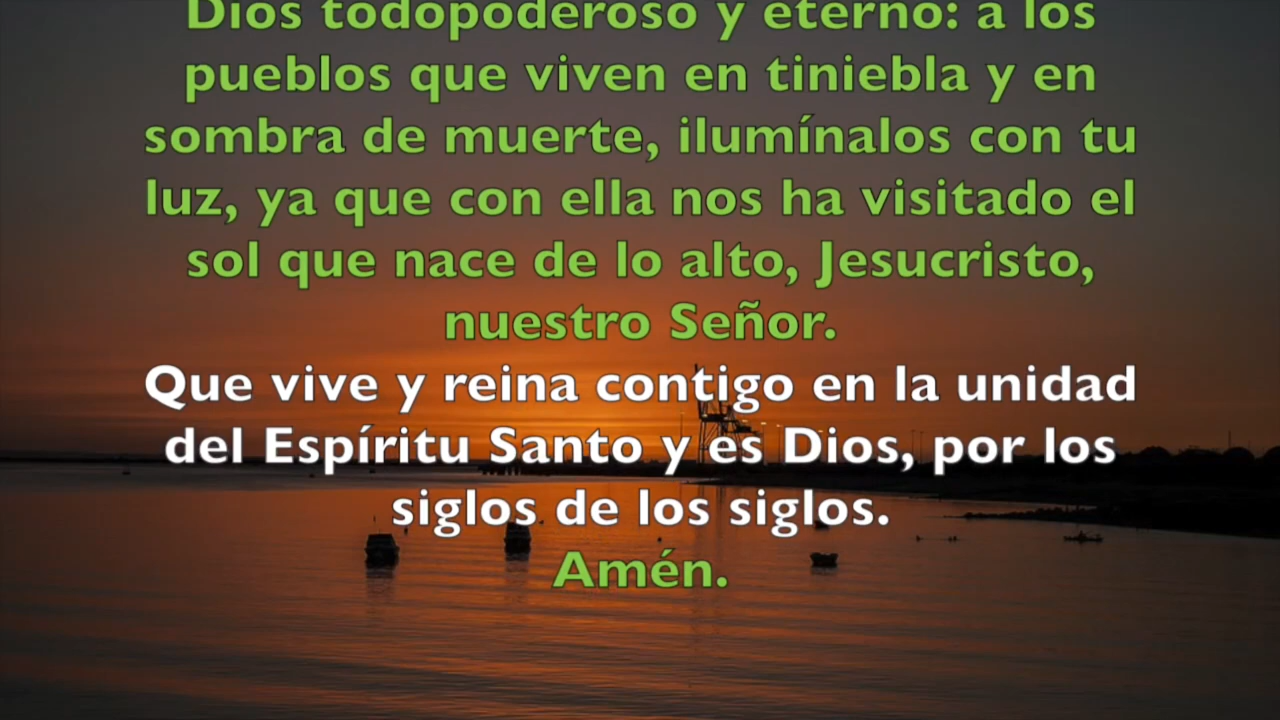 Dios todopoderoso y eterno: a los
pueblos que viven en tiniebla y en
sombra de muerte, ilumínalos con tu
luz, ya que con ella nos ha visitado el
sol que nace de lo alto, Jesucristo,
nuestro Señor.
Que vive y reina contigo en la unidad
del Espíritu Santo y es Dios, por los
siglos de los siglos.
Amén.